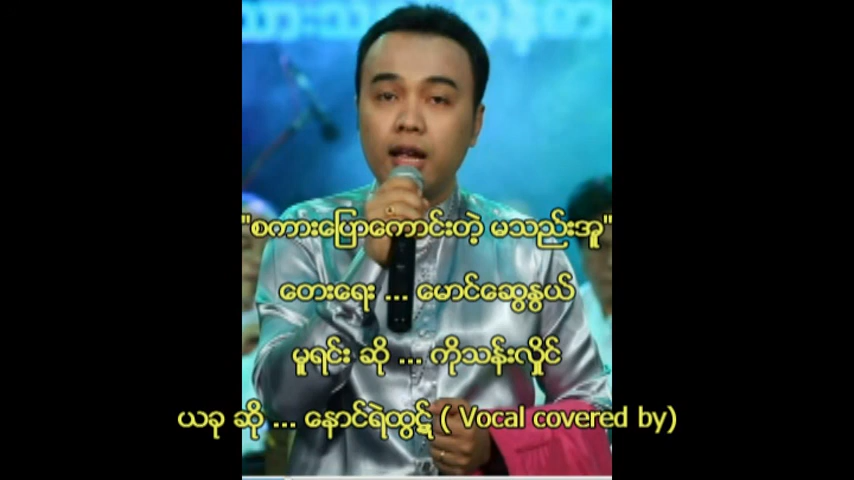 "စကားပြောကောင်းတဲ့ မသည်းအူ"
တေးရေး ... မောင်ဆွေနွယ်
မူရင်း ဆို ... ကိုသန်းလှိုင်
ယခု ဆို ... နောင်ရဲထွဋ် ( Vocal covered by)